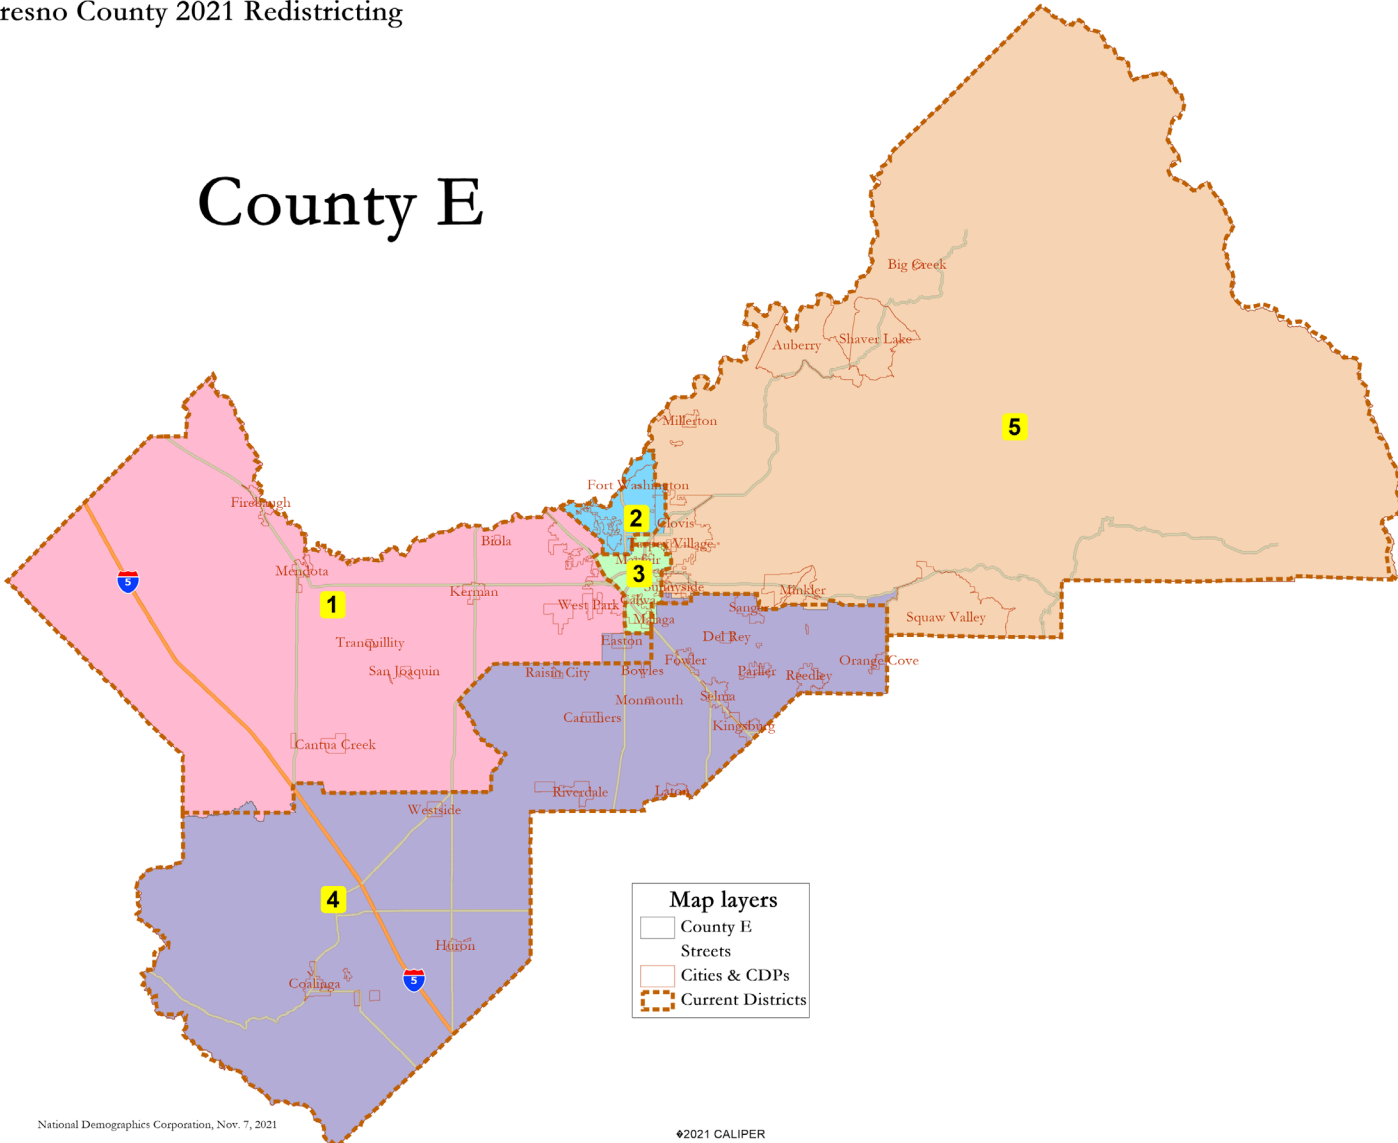 resno County 2021 Redistricting
County E
Big Creek
Auberry
Shaver Lake
Millerton
5
Fort Washington
2
Clovis
Tarpey Village
Firebaugh
Biola
Mendota
Mayfair
3
Sunnyside
Kerman
Minkler
1
West Park
Calwa
Sanger
Malaga
Squaw Valley
Tranquillity
Easton
Del Rey
San Joaquin
Raisin City
Bowles
Fowler
Parlier
Reedley
Orange Cove
Monmouth
Selma
Caruthers
Kingsburg
Cantua Creek
Riverdale
Laton
Westside
4
Huron
Coalinga
5
5
Map layers
County E
Streets
Cities & CDPs
Current Districts
National Demographics Corporation, Nov. 7, 2021
�2021 CALIPER